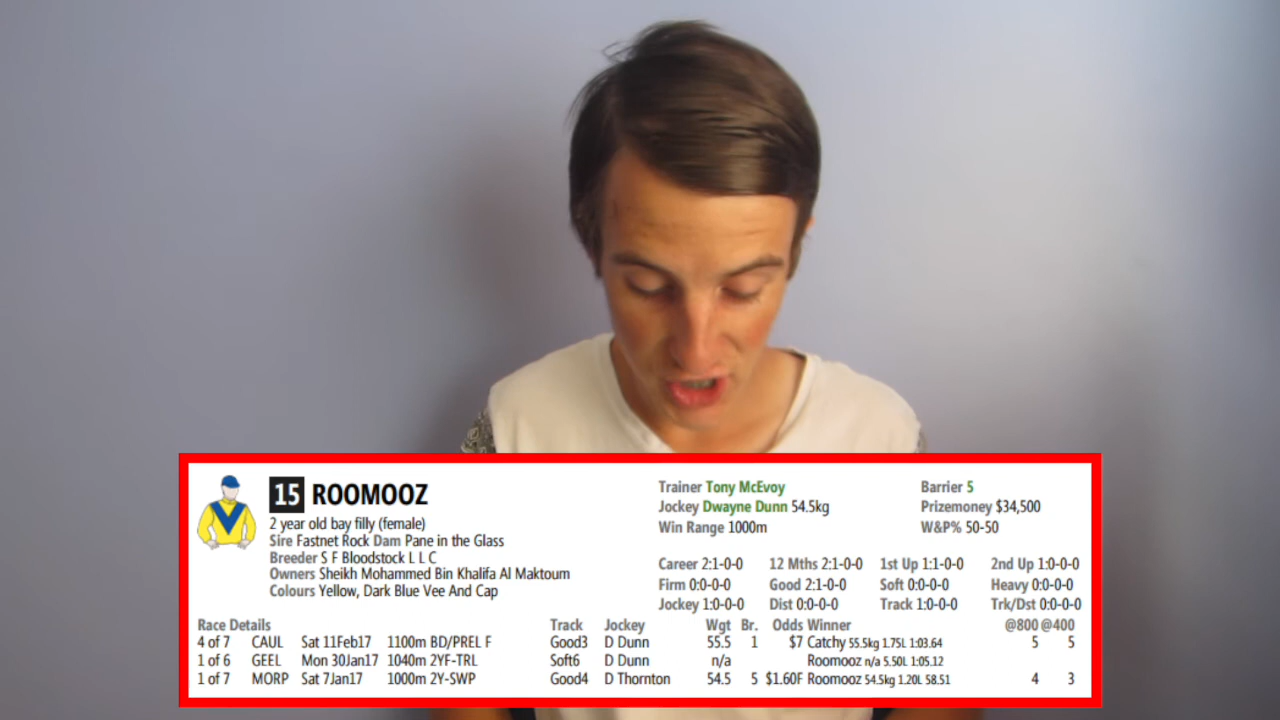 15 ROOMOOZ
2 year old bay filly (female)
Sire Fastnet Rock Dam Pane in the Glass
Breeder S F Bloodstock L L C
Owners Sheikh Mohammed Bin Khalifa Al Maktoum
Colours Yellow, Dark Blue Vee And Cap
Trainer Tony McEvoy
Jockey Dwayne Dunn 54.5kg
Win Range 1000m
Barrier 5
Prizemoney $34,500
W&P% 50-50
Career 2:1-0-0 12 Mths 2:1-0-0 1st Up 1:1-0-0 2nd Up 1:0-0-0
Firm 0:0-0-0 Good 2:1-0-0 Soft 0:0-0-0 Heavy 0:0-0-0
Jockey 1:0-0-0 Dist 0:0-0-0 Track 1:0-0-0 Trk/Dst 0:0-0-0
Race Details Track Jockey Wgt Br. Odds Winner @800 @400
4 of 7 CAUL Sat 11Feb17 1100m BD/PREL F Good3 D Dunn 55.5 1 $7 Catchy 55.5kg 1.75L 1:03.64 5 5
1 of 6 GEEL Mon 30Jan17 1040m 2YF-TRL Soft6 D Dunn n/a Roomooz n/a 5.50L 1:05.12
1 of 7 MORP Sat 7Jan17 1000m 2Y-SWP Good4 D Thornton 54.5 5 $1.60F Roomooz 54.5kg 1.20L 58.51 4 3